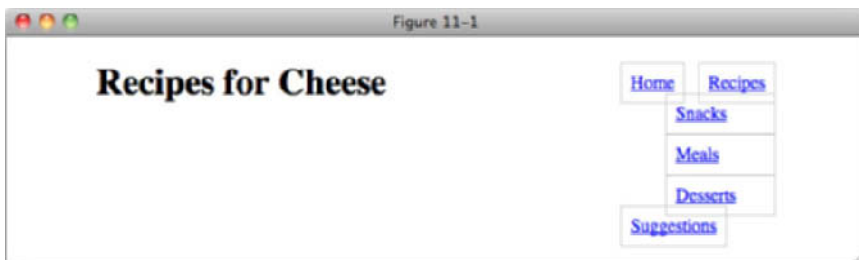 Figure 11-1
Recipes for Cheese
Home Recipes
Snacks
Meals
Desserts
Suggestions